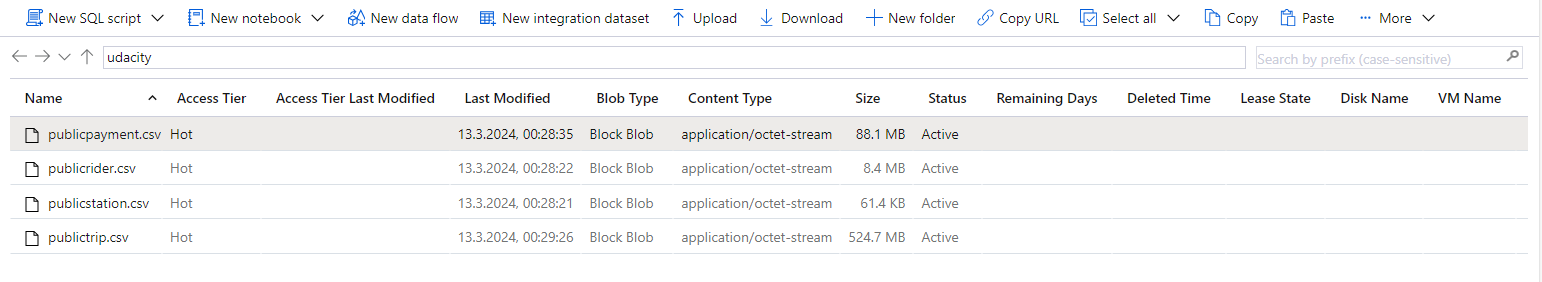 New SQL script New notebook New data flow New integration dataset Upload Download New folder Copy URL Select all Copy Paste More
udacity Search by prefix (case-sensitive)
Name Access Tier Access Tier Last Modified Last Modified Blob Type Content Type Size Status Remaining Days Deleted Time Lease State Disk Name VM Name
publicpayment.csv Hot 13.3.2024, 00:28:35 Block Blob application/octet-stream 88.1 MB Active
publicrider.csv Hot 13.3.2024, 00:28:22 Block Blob application/octet-stream 8.4 MB Active
publicstation.csv Hot 13.3.2024, 00:28:21 Block Blob application/octet-stream 61.4 KB Active
publictrip.csv Hot 13.3.2024, 00:29:26 Block Blob application/octet-stream 524.7 MB Active